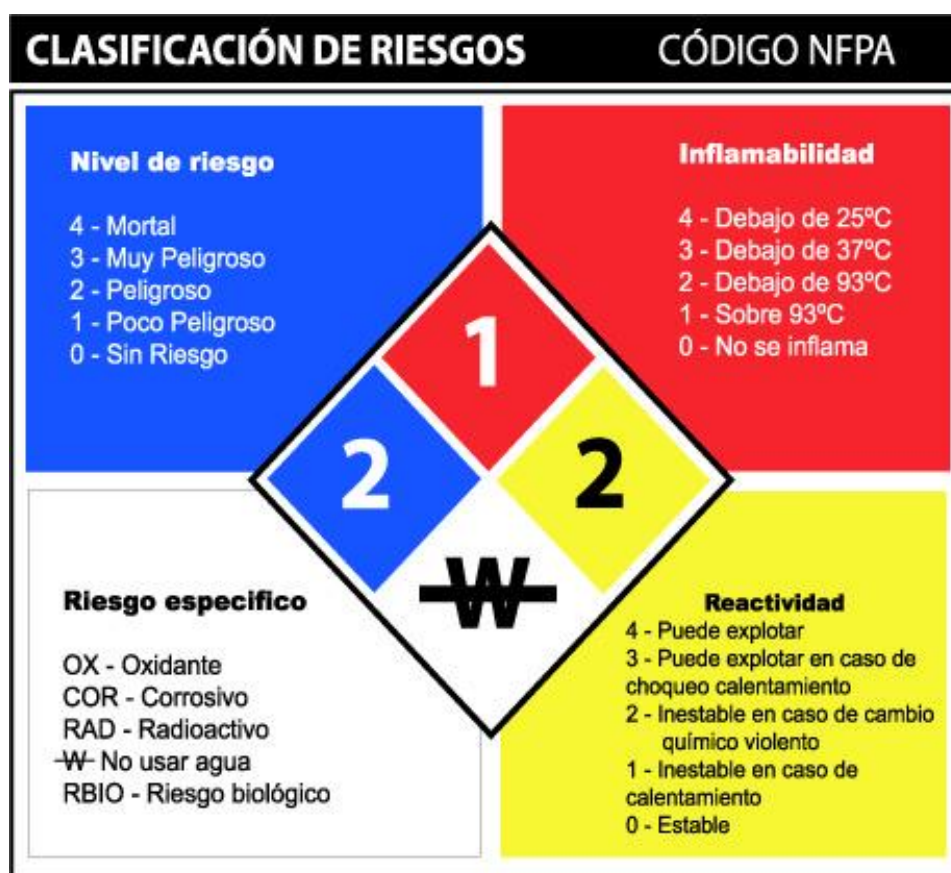 CLASIFICACIÓN DE RIESGOS CÓDIGO NFPA
Nivel de riesgo
4 - Mortal
3 - Muy Peligroso
2 - Peligroso
1 - Poco Peligroso
0 - Sin Riesgo
Inflamabilidad
4 - Debajo de 25ºC
3 - Debajo de 37ºC
2 - Debajo de 93ºC
1 - Sobre 93ºC
0 - No se inflama
1
2
2
W
Riesgo especifico
OX - Oxidante
COR - Corrosivo
RAD - Radioactivo
W No usar agua
RBIO - Riesgo biológico
Reactividad
4 - Puede explotar
3 - Puede explotar en caso de
choqueo calentamiento
2 - Inestable en caso de cambio
químico violento
1 - Inestable en caso de
calentamiento
0 - Estable